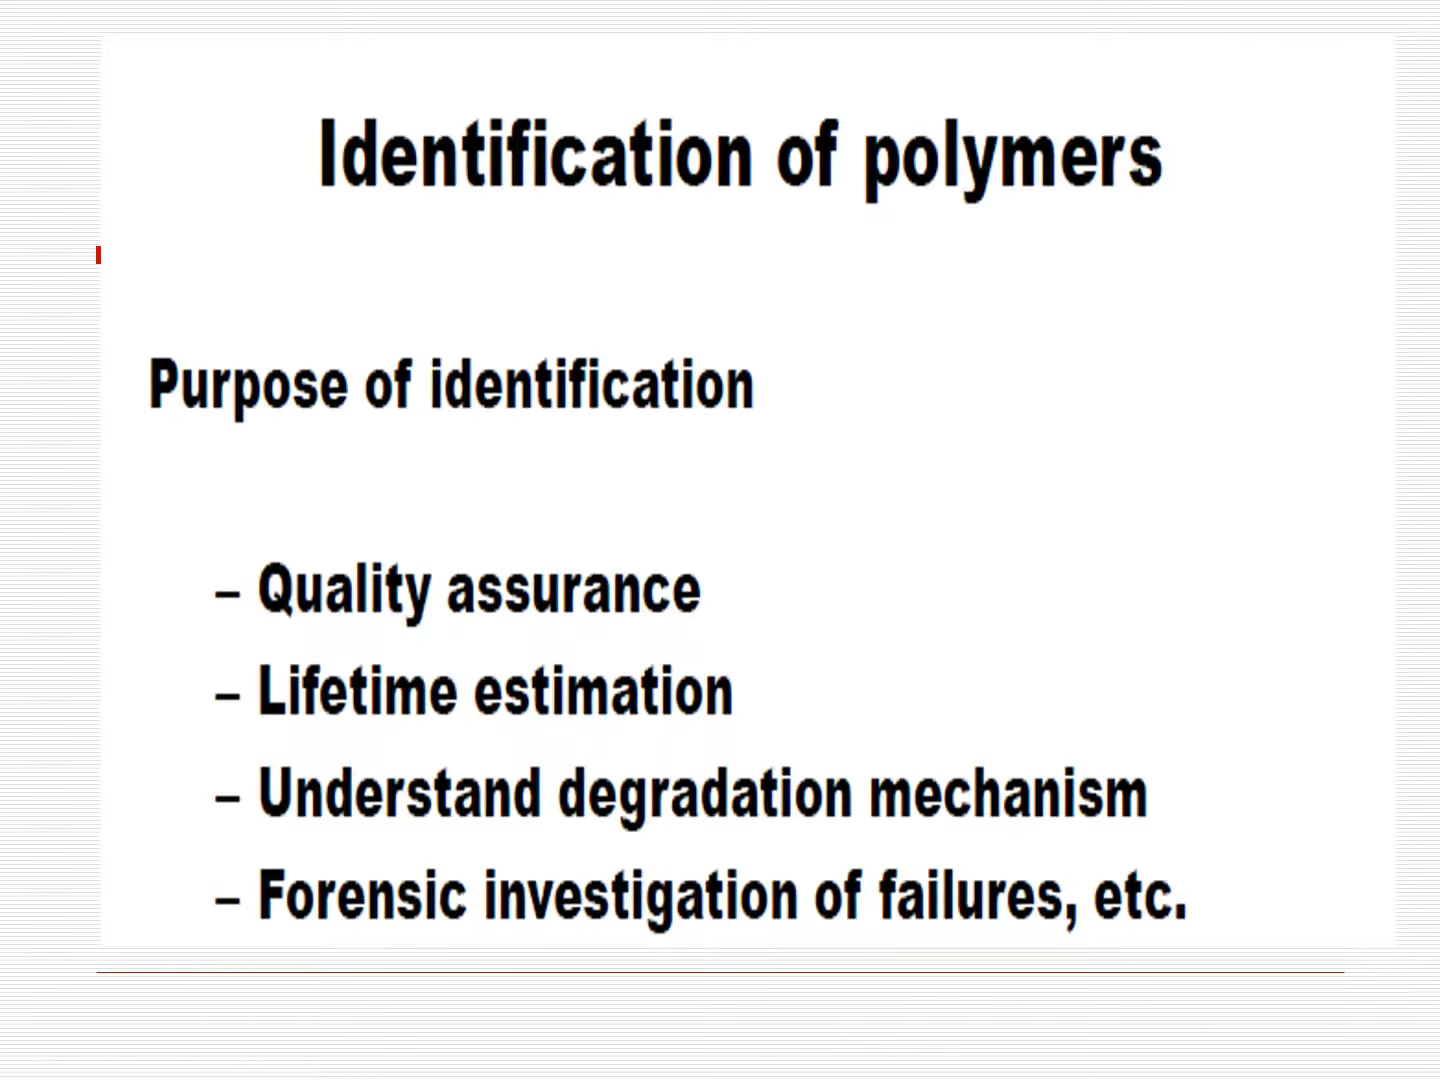 Identification of polymers
Purpose of identification
– Quality assurance
– Lifetime estimation
– Understand degradation mechanism
– Forensic investigation of failures, etc.